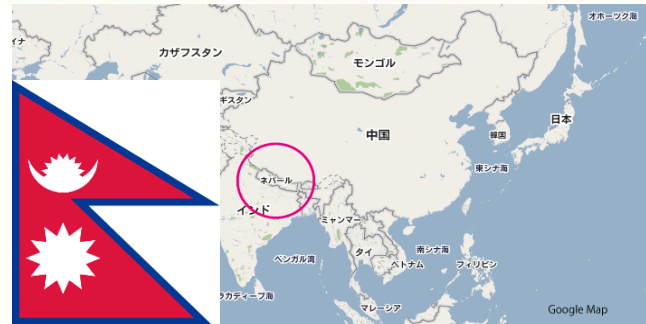 オホーツク海
イナ
カザフスタン
モンゴル
ギスタン
日本
中国
韓国
東シナ海
ネパール
インド
ミャンマー
ベンガル湾
タイ
南シナ海
ベトナム
フィリピン
ラカディーブ海
マレーシア
Google Map